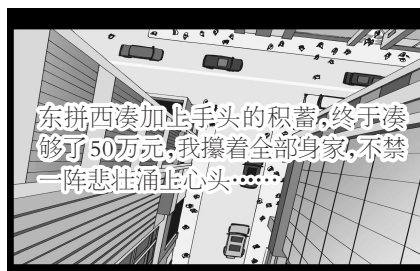 东拼西凑加上手头的积蓄,终于凑
够了50万元,我攥着全部身家,不禁
一阵悲壮涌上心头……